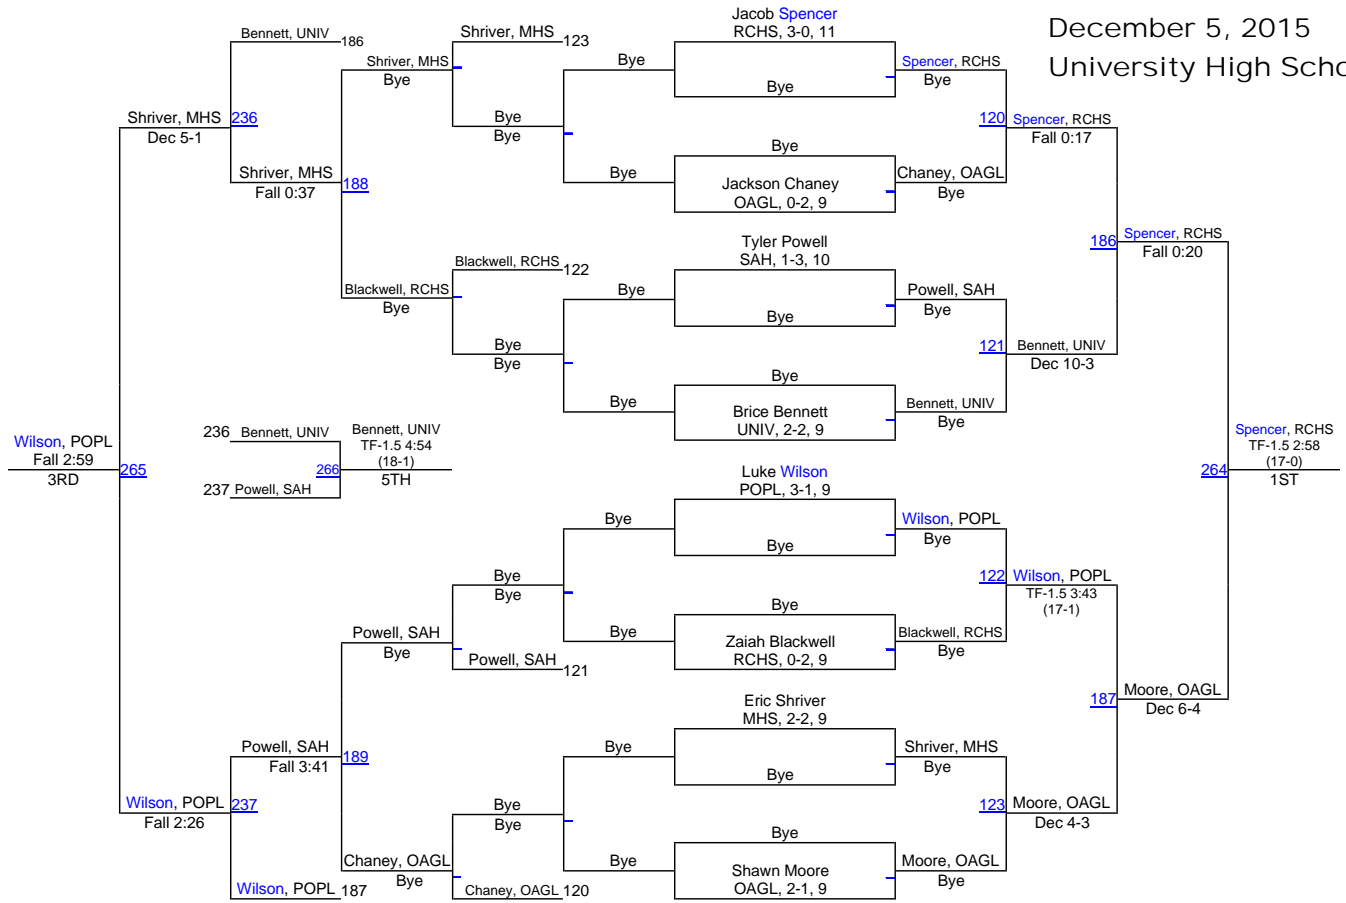 December 5, 2015
University High Scho
Jacob Spencer
RCHS, 3-0, 11
Bye
Bye
Jackson Chaney
OAGL, 0-2, 9
Tyler Powell
SAH, 1-3, 10
Bye
Bye
Brice Bennett
UNIV, 2-2, 9
Luke Wilson
POPL, 3-1, 9
Bye
Bye
Zaiah Blackwell
RCHS, 0-2, 9
Eric Shriver
MHS, 2-2, 9
Bye
Bye
Shawn Moore
OAGL, 2-1, 9
Spencer, RCHS
Bye
Chaney, OAGL
Bye
Powell, SAH
Bye
Bennett, UNIV
Bye
Wilson, POPL
Bye
Blackwell, RCHS
Bye
Shriver, MHS
Bye
Moore, OAGL
Bye
120
Spencer, RCHS
Fall 0:17
121
Bennett, UNIV
Dec 10-3
122
Wilson, POPL
TF-1.5 3:43
(17-1)
123
Moore, OAGL
Dec 4-3
186
Spencer, RCHS
Fall 0:20
187
Moore, OAGL
Dec 6-4
264
Spencer, RCHS
TF-1.5 2:58
(17-0)
1ST
Bye
Bye
Bye
Bye
Bye
Bye
Bye
Bye
Shriver, MHS
123
Bye
Bye
Blackwell, RCHS
122
Bye
Bye
Bye
Bye
Powell, SAH
121
Bye
Bye
Chaney, OAGL
120
Shriver, MHS
Bye
Blackwell, RCHS
Bye
Powell, SAH
Bye
Chaney, OAGL
Bye
Bennett, UNIV
186
188
Shriver, MHS
Fall 0:37
189
Powell, SAH
Fall 3:41
Wilson, POPL
187
236
Shriver, MHS
Dec 5-1
237
Wilson, POPL
Fall 2:26
265
Wilson, POPL
Fall 2:59
3RD
236
Bennett, UNIV
237
Powell, SAH
266
Bennett, UNIV
TF-1.5 4:54
(18-1)
5TH